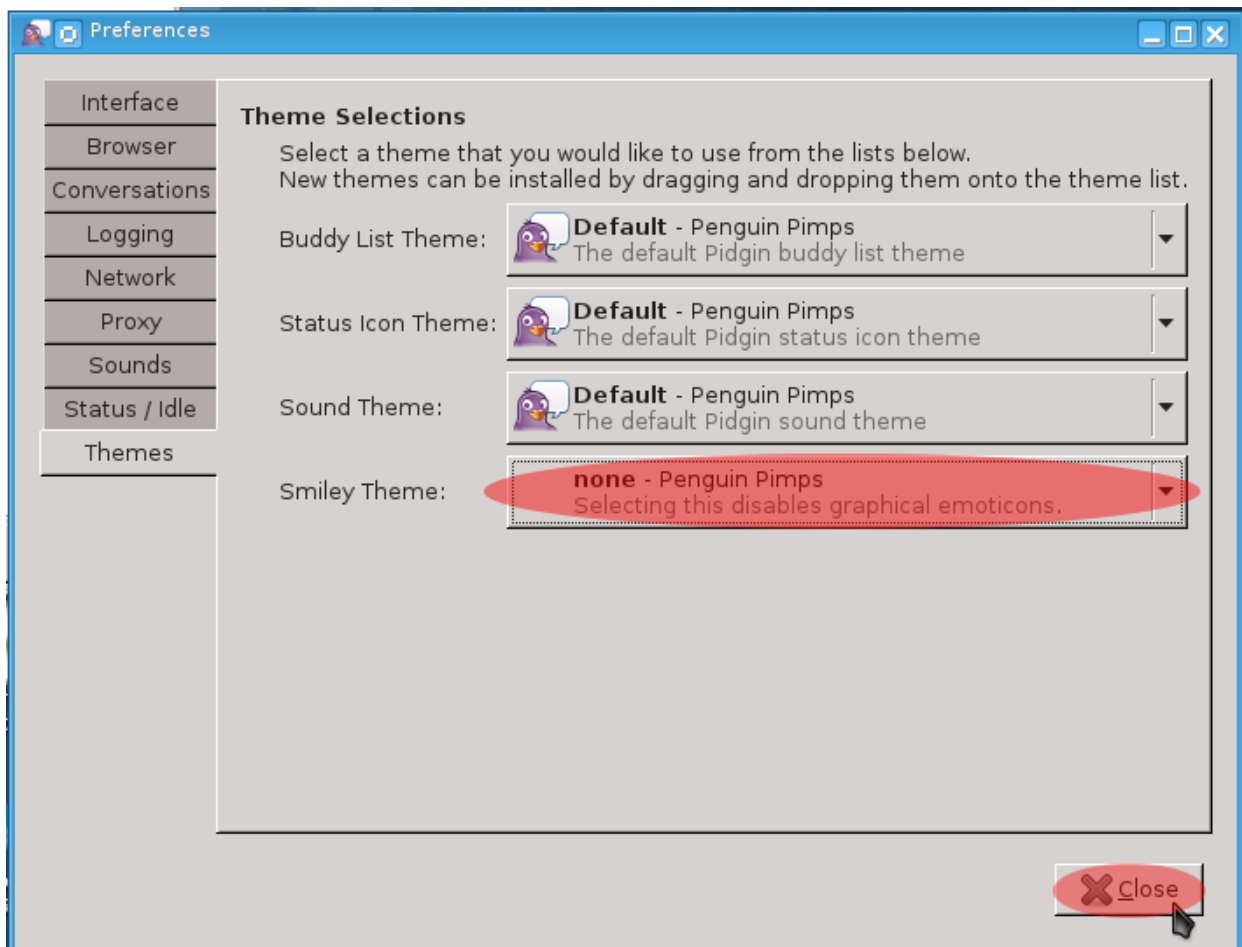 Preferences
Interface
Browser
Conversations
Logging
Network
Proxy
Sounds
Status / Idle
Themes
Theme Selections
Select a theme that you would like to use from the lists below.
New themes can be installed by dragging and dropping them onto the theme list.
Buddy List Theme:
Default - Penguin Pimps
The default Pidgin buddy list theme
Status Icon Theme:
Default - Penguin Pimps
The default Pidgin status icon theme
Sound Theme:
Default - Penguin Pimps
The default Pidgin sound theme
Smiley Theme:
none - Penguin Pimps
Selecting this disables graphical emoticons.
Close